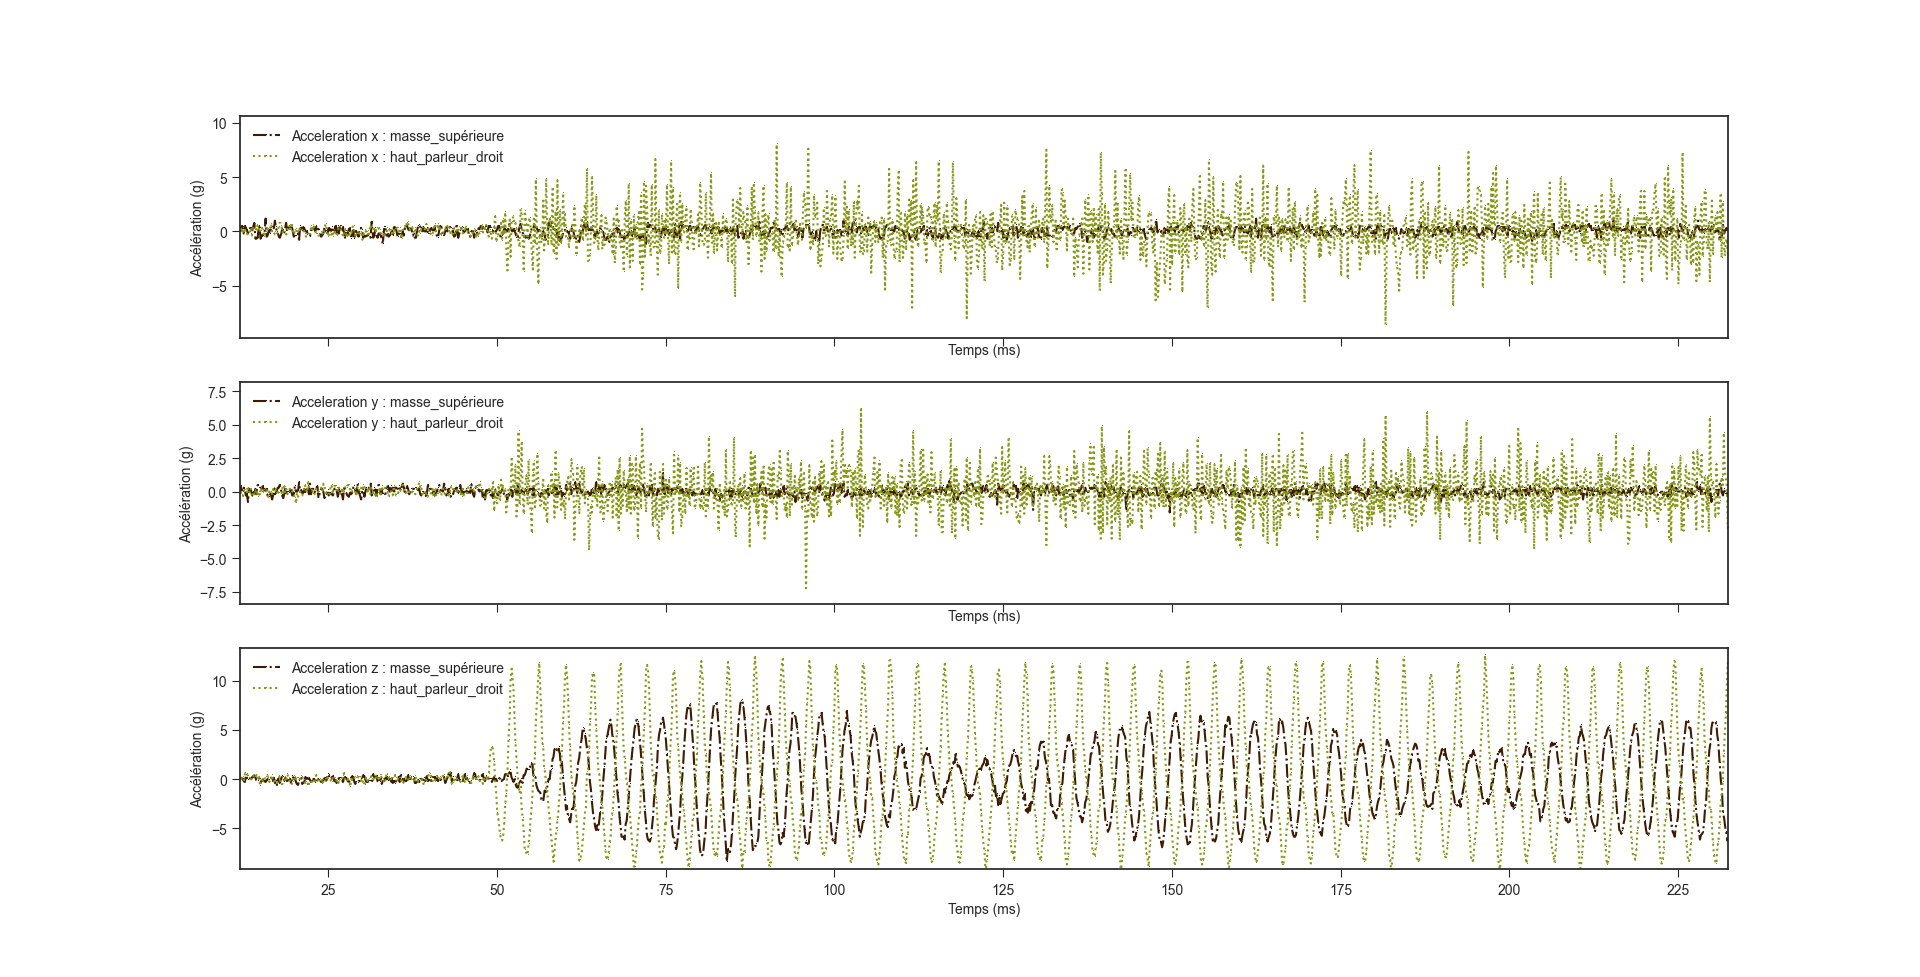 10
5
0
−5
Accélération (g)
Acceleration x : masse_supérieure
Acceleration x : haut_parleur_droit
Temps (ms)
7.5
5.0
2.5
0.0
−2.5
−5.0
−7.5
Accélération (g)
Acceleration y : masse_supérieure
Acceleration y : haut_parleur_droit
Temps (ms)
10
5
0
−5
Accélération (g)
Acceleration z : masse_supérieure
Acceleration z : haut_parleur_droit
25 50 75 100 125 150 175 200 225
Temps (ms)